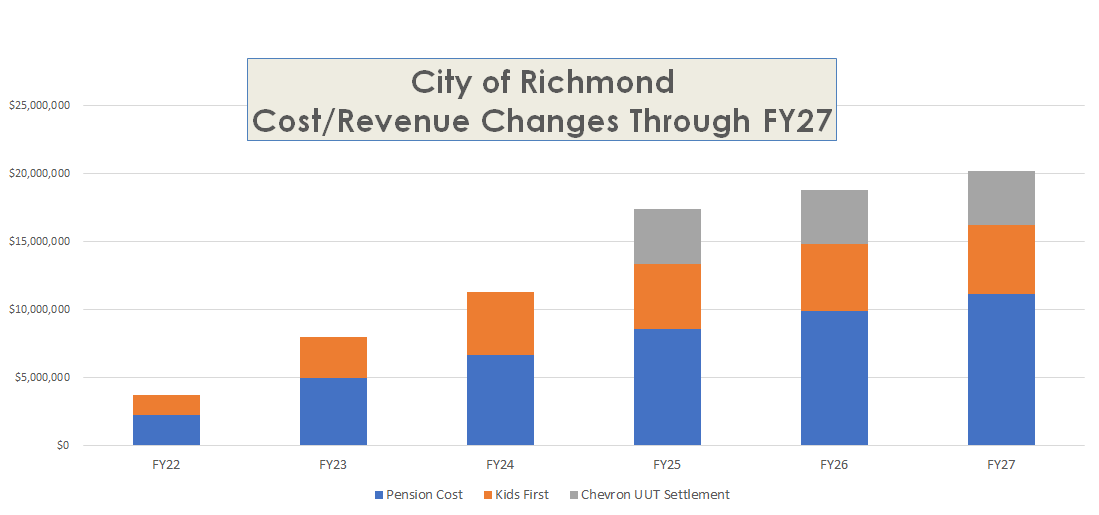 City of Richmond
Cost/Revenue Changes Through FY27
$25,000,000
$20,000,000
$15,000,000
$10,000,000
$5,000,000
$0
FY22 FY23 FY24 FY25 FY26 FY27
Pension Cost Kids First Chevron UUT Settlement